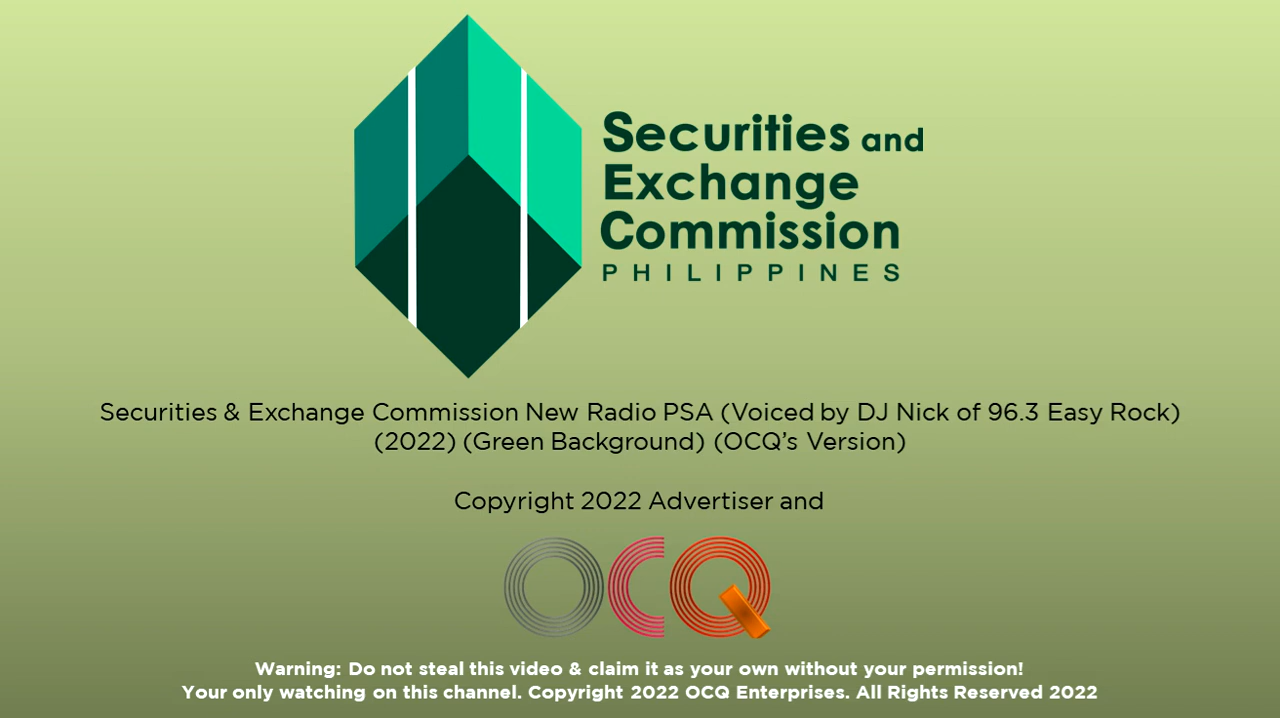 Securities and
Exchange
Commission
PHILIPPINES
Securities & Exchange Commission New Radio PSA (Voiced by DJ Nick of 96.3 Easy Rock)
(2022) (Green Background) (OCQ’s Version)
Copyright 2022 Advertiser and
OCQ
Warning: Do not steal this video & claim it as your own without your permission!
Your only watching on this channel. Copyright 2022 OCQ Enterprises. All Rights Reserved 2022